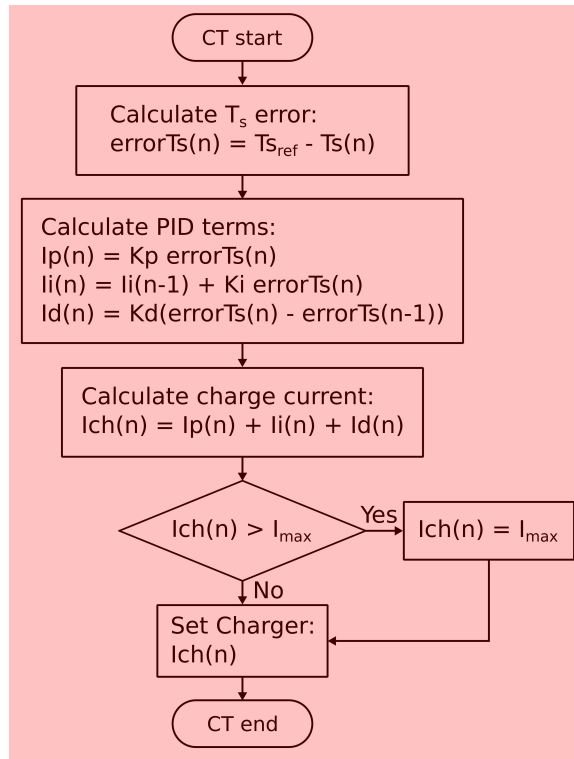 CT start
Calculate Ts error:
errorTs(n) = Tsref - Ts(n)
Calculate PID terms:
Ip(n) = Kp errorTs(n)
Ii(n) = Ii(n-1) + Ki errorTs(n)
Id(n) = Kd(errorTs(n) - errorTs(n-1))
Calculate charge current:
Ich(n) = Ip(n) + Ii(n) + Id(n)
Ich(n) > Imax
Yes
Ich(n) = Imax
No
Set Charger:
Ich(n)
CT end